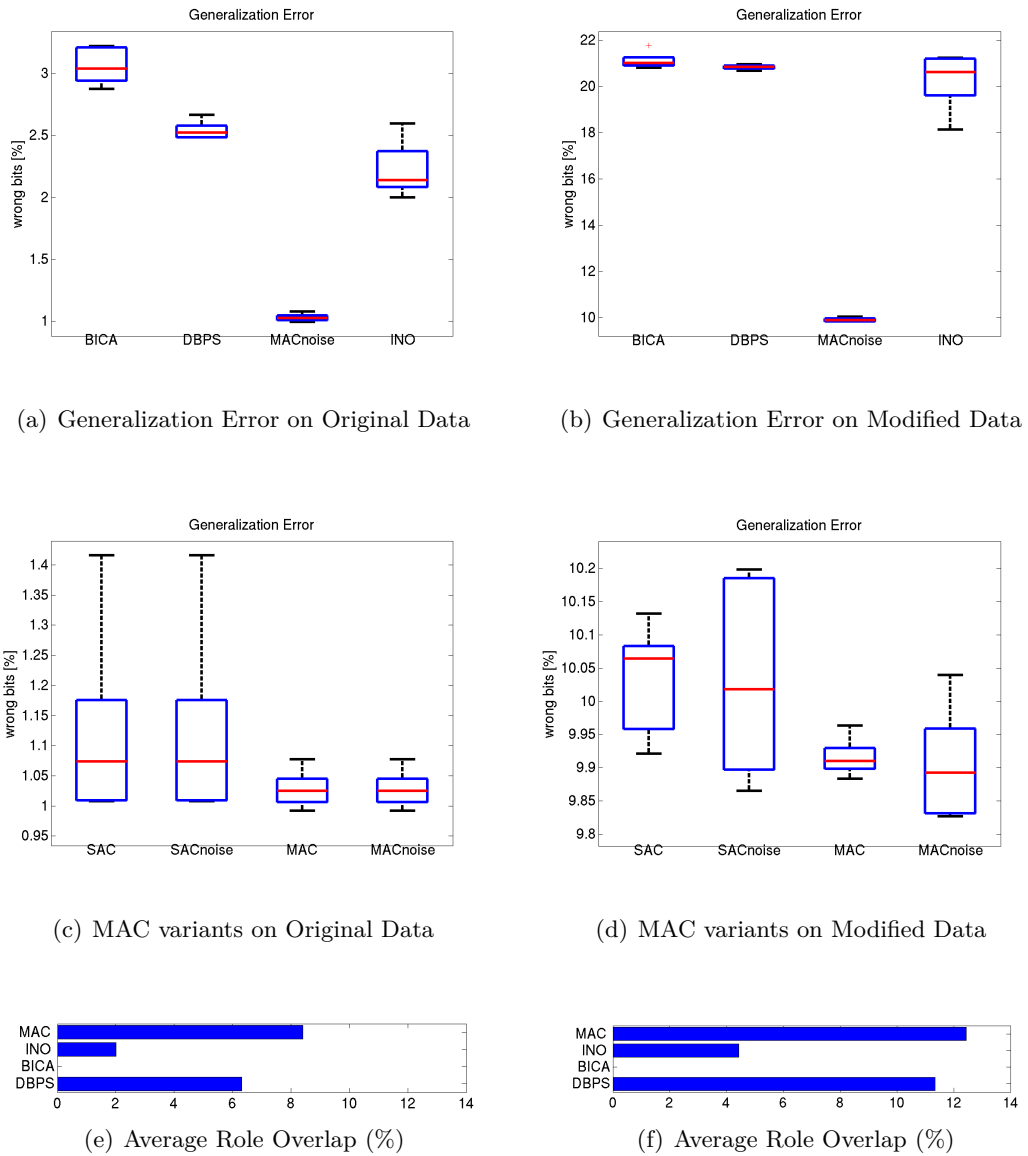 Generalization Error
wrong bits [%]
3
2.5
2
1.5
1
BICA DBPS MACnoise INO
(a) Generalization Error on Original Data
Generalization Error
wrong bits [%]
22
20
18
16
14
12
10
BICA DBPS MACnoise INO
(b) Generalization Error on Modified Data
Generalization Error
wrong bits [%]
1.4
1.35
1.3
1.25
1.2
1.15
1.1
1.05
1
0.95
SAC SACnoise MAC MACnoise
(c) MAC variants on Original Data
Generalization Error
wrong bits [%]
10.2
10.15
10.1
10.05
10
9.95
9.9
9.85
9.8
SAC SACnoise MAC MACnoise
(d) MAC variants on Modified Data
MAC
INO
BICA
DBPS
0 2 4 6 8 10 12 14
(e) Average Role Overlap (%)
MAC
INO
BICA
DBPS
0 2 4 6 8 10 12 14
(f) Average Role Overlap (%)